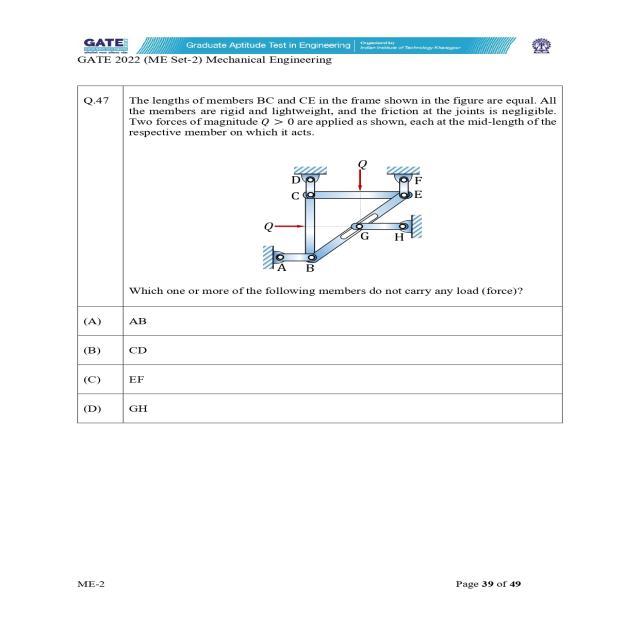 GATE
Graduate Aptitude Test in Engineering
Organised by
Indian Institute of Technology Kharagpur
GATE 2022 (ME Set-2) Mechanical Engineering
Q.47
The lengths of members BC and CE in the frame shown in the figure are equal. All
the members are rigid and lightweight, and the friction at the joints is negligible.
Two forces of magnitude Q > 0 are applied as shown, each at the mid-length of the
respective member on which it acts.
Q
D
F
C
E
Q
G
H
A
B
Which one or more of the following members do not carry any load (force)?
(A) AB
(B) CD
(C) EF
(D) GH
ME-2
Page 39 of 49